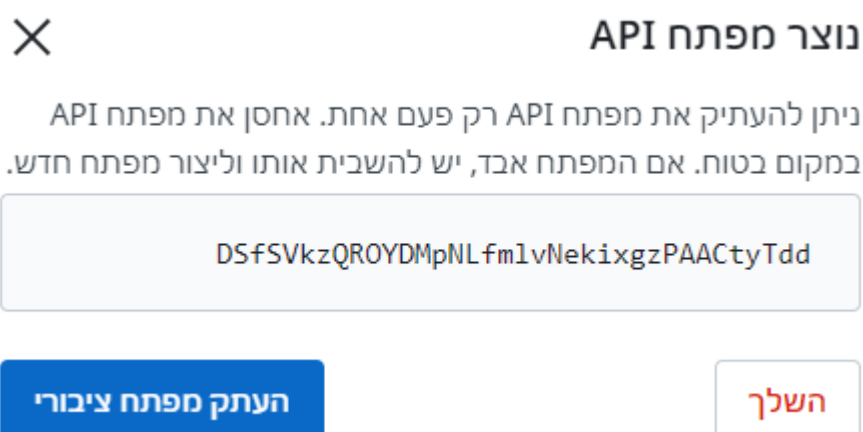 נוצר מפתח API
ניתן להעתיק את מפתח API רק פעם אחת. אחסן את מפתח API
במקום בטוח. אם המפתח אבד, יש להשבית אותו וליצור מפתח חדש.
DSfSVkzQROYDMpNLfmlvNekixgzPAACtyTdd
השלך
העתק מפתח ציבורי